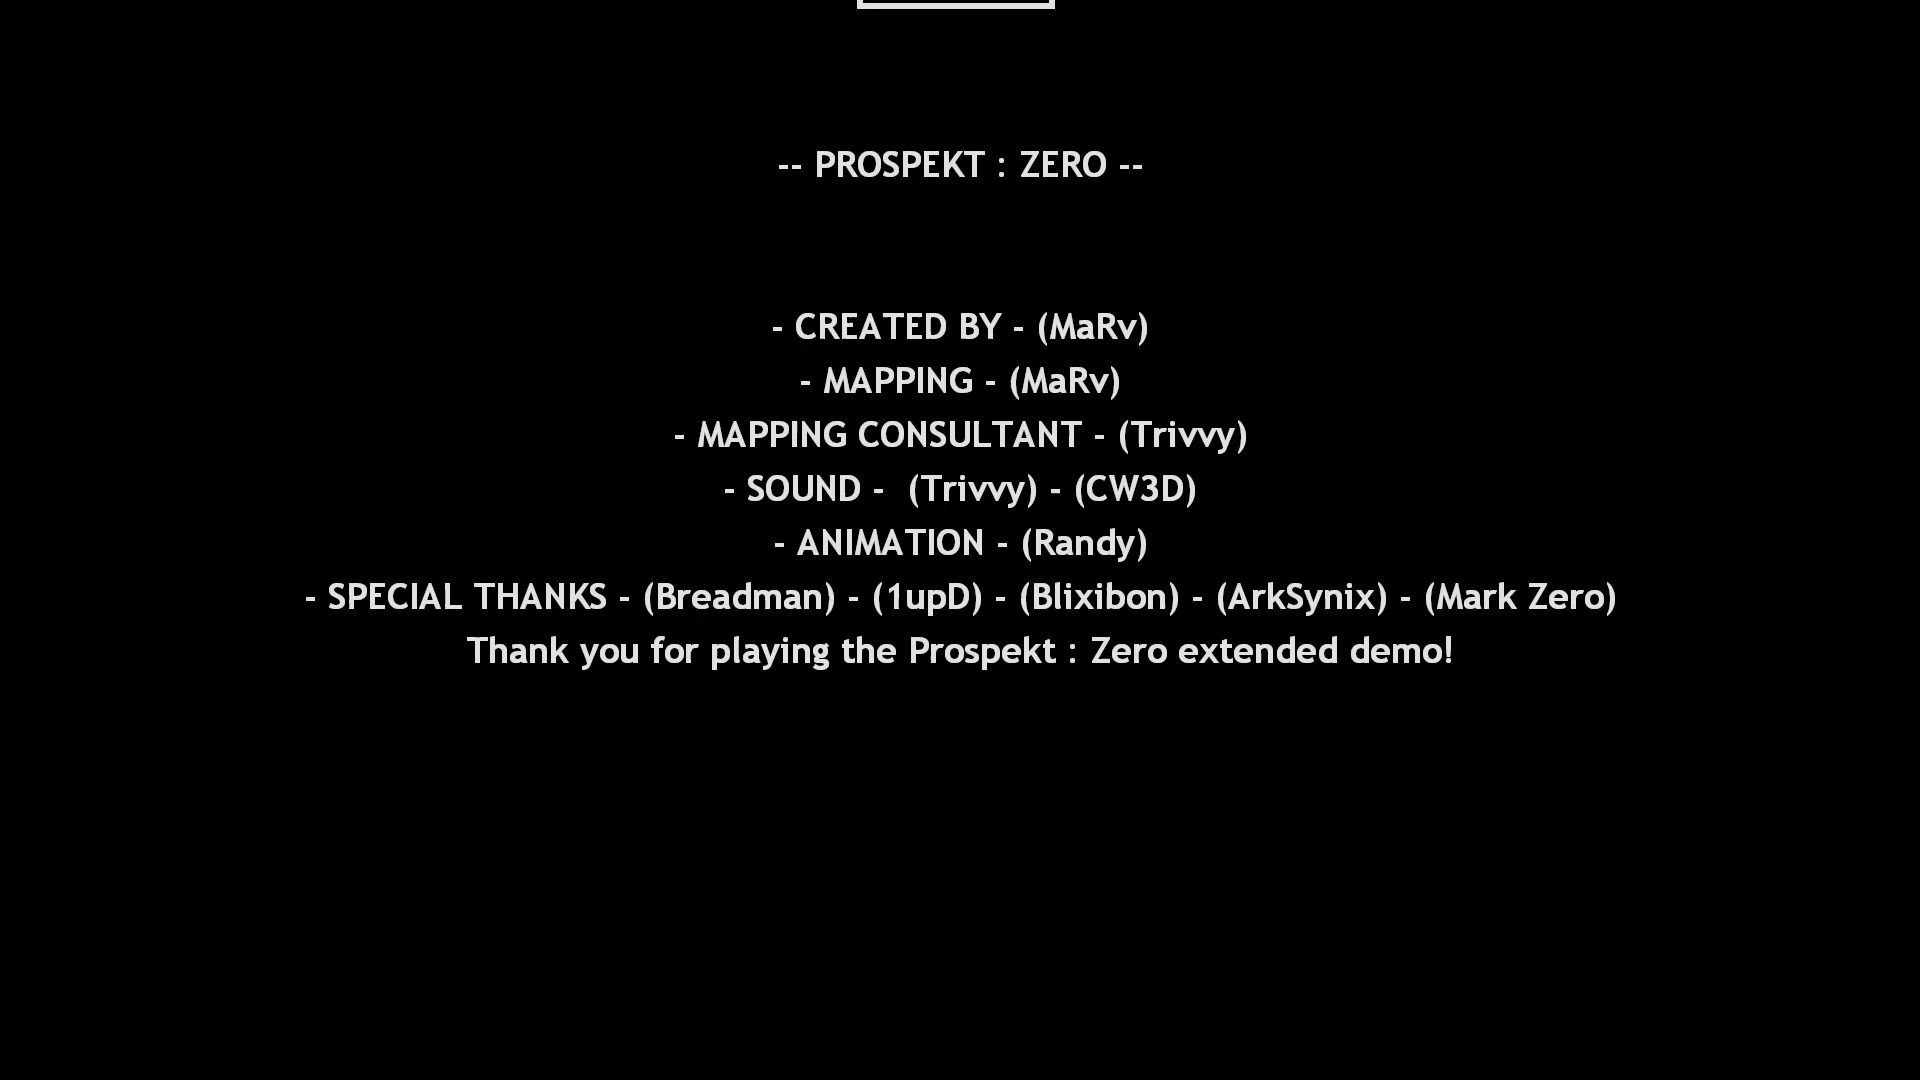 -- PROSPEKT : ZERO --
- CREATED BY - (MaRv)
- MAPPING - (MaRv)
- MAPPING CONSULTANT - (Trivvy)
- SOUND -  (Trivvy) - (CW3D)
- ANIMATION - (Randy)
- SPECIAL THANKS - (Breadman) - (1upD) - (Blixibon) - (ArkSynix) - (Mark Zero)
Thank you for playing the Prospekt : Zero extended demo!